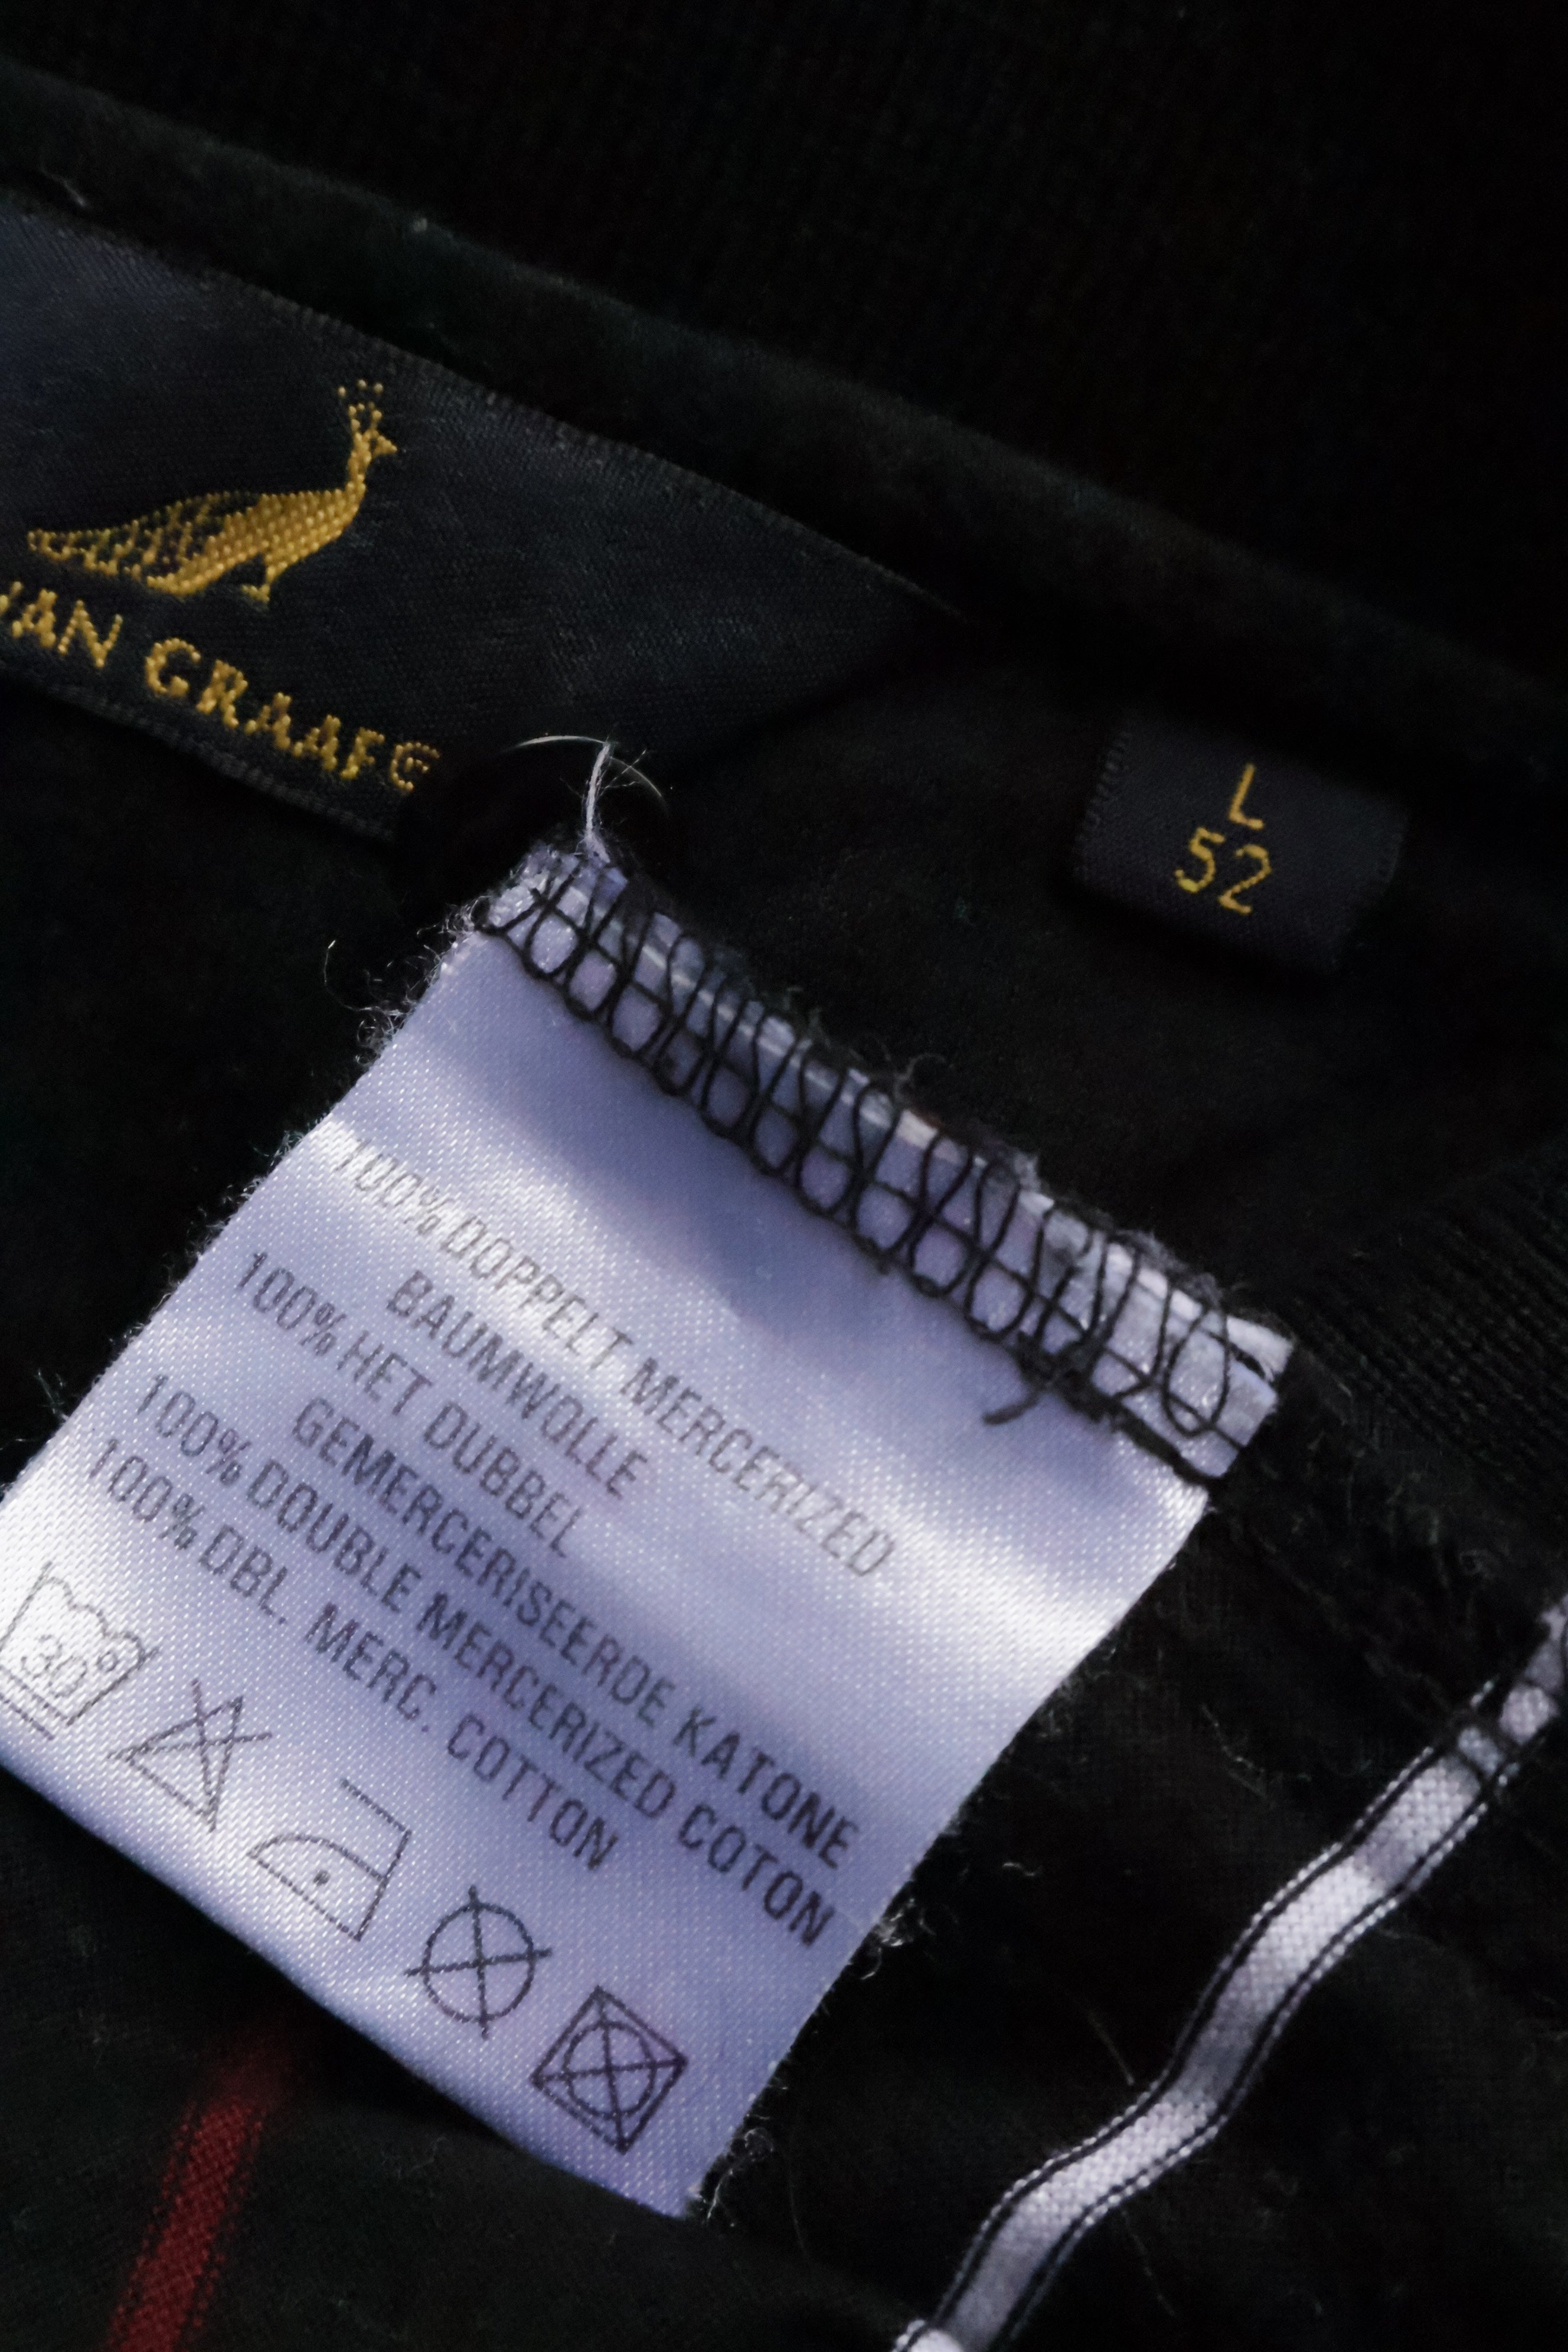 VAN GRAAF®
L
52
100% DOPPELT MERCERIZED
BAUMWOLLE
100% HET DUBBEL
GEMERCERISEERDE KATONE
100% DOUBLE MERCERIZED COTON
100% DBL. MERC. COTTON
30°